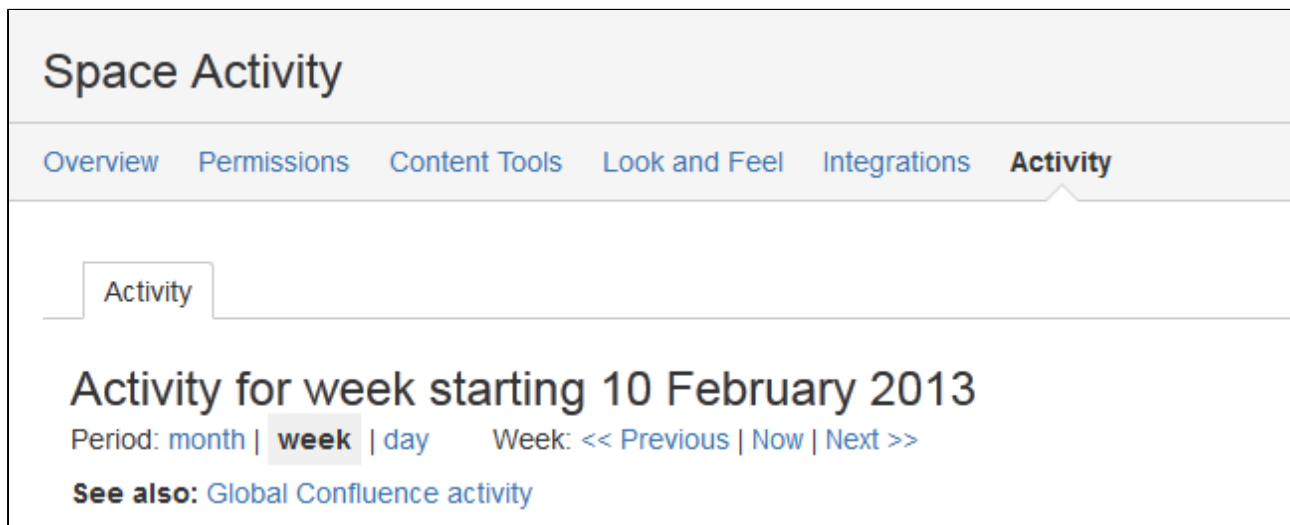 Space Activity
Overview Permissions Content Tools Look and Feel Integrations Activity
Activity
Activity for week starting 10 February 2013
Period: month | week | day Week: << Previous | Now | Next >>
See also: Global Confluence activity